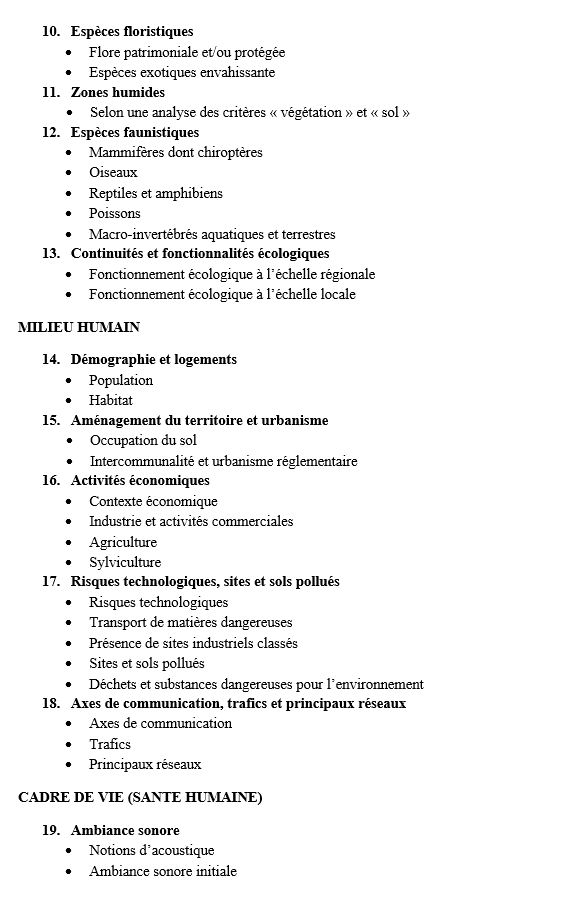 10. Espèces floristiques
• Flore patrimoniale et/ou protégée
• Espèces exotiques envahissante
11. Zones humides
• Selon une analyse des critères « végétation » et « sol »
12. Espèces faunistiques
• Mammifères dont chiroptères
• Oiseaux
• Reptiles et amphibiens
• Poissons
• Macro-invertébrés aquatiques et terrestres
13. Continuités et fonctionnalités écologiques
• Fonctionnement écologique à l’échelle régionale
• Fonctionnement écologique à l’échelle locale
MILIEU HUMAIN
14. Démographie et logements
• Population
• Habitat
15. Aménagement du territoire et urbanisme
• Occupation du sol
• Intercommunalité et urbanisme réglementaire
16. Activités économiques
• Contexte économique
• Industrie et activités commerciales
• Agriculture
• Sylviculture
17. Risques technologiques, sites et sols pollués
• Risques technologiques
• Transport de matières dangereuses
• Présence de sites industriels classés
• Sites et sols pollués
• Déchets et substances dangereuses pour l’environnement
18. Axes de communication, trafics et principaux réseaux
• Axes de communication
• Trafics
• Principaux réseaux
CADRE DE VIE (SANTE HUMAINE)
19. Ambiance sonore
• Notions d’acoustique
• Ambiance sonore initiale